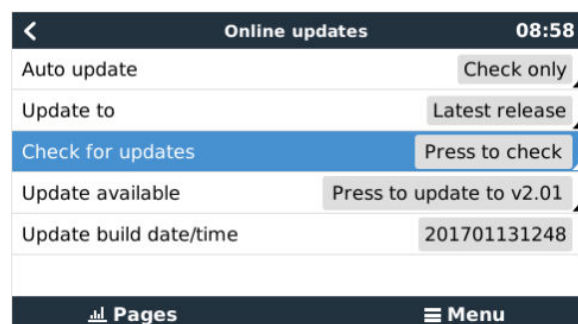 Online updates 08:58
Auto update Check only
Update to Latest release
Check for updates Press to check
Update available Press to update to v2.01
Update build date/time 201701131248
Pages Menu